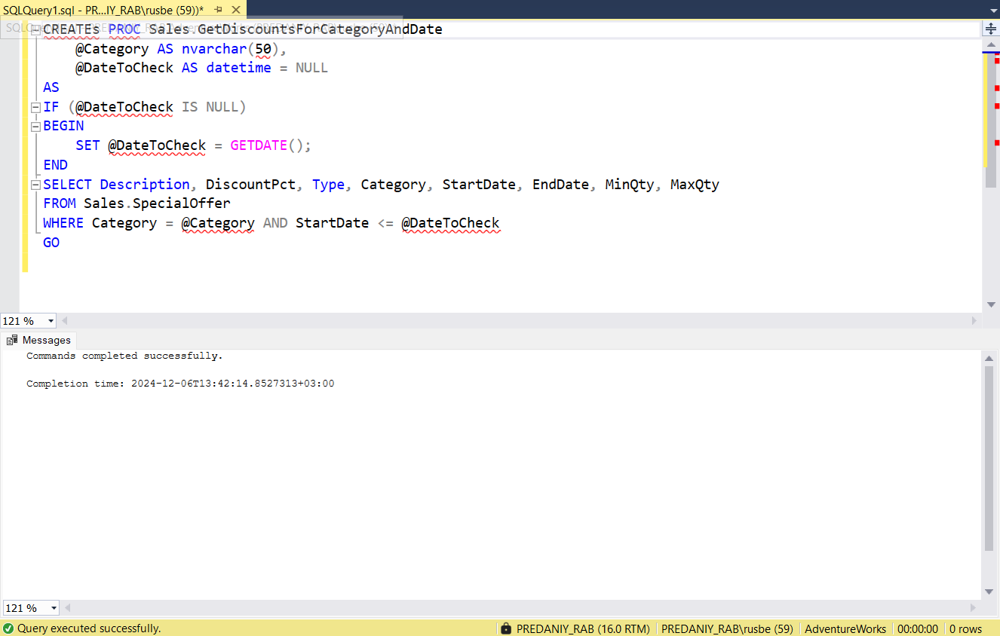 SQLQuery1.sql - PR...IY_RAB\rusbe (59))*
CREATEs PROC Sales.GetDiscountsForCategoryAndDate
@Category AS nvarchar(50),
@DateToCheck AS datetime = NULL
AS
IF (@DateToCheck IS NULL)
BEGIN
SET @DateToCheck = GETDATE();
END
SELECT Description, DiscountPct, Type, Category, StartDate, EndDate, MinQty, MaxQty
FROM Sales.SpecialOffer
WHERE Category = @Category AND StartDate <= @DateToCheck
GO
121 %
Messages
Commands completed successfully.
Completion time: 2024-12-06T13:42:14.8527313+03:00
121 %
Query executed successfully.
PREDANIY_RAB (16.0 RTM)
PREDANIY_RAB\rusbe (59)
AdventureWorks
00:00:00
0 rows